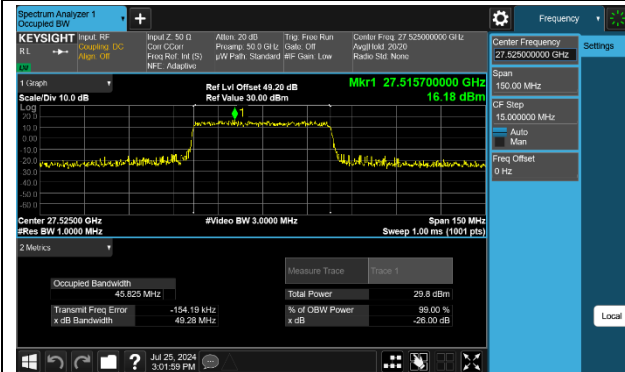 Spectrum Analyzer 1
Occupied BW
Frequency
KEYSIGHT
RL
Input: RF
Coupling: DC
Align: Off
Input Z: 50 Ω
Corr CCorr
Freq Ref: Int (S)
NFE: Adaptive
Atten: 20 dB
Preamp: 50.0 GHz
µW Path: Standard
Trig: Free Run
Gate: Off
#IF Gain: Low
Center Freq: 27.525000000 GHz
Avg|Hold: 20/20
Radio Std: None
Center Frequency
27.525000000 GHz
Settings
Span
150.00 MHz
CF Step
15.000000 MHz
Auto
Man
Freq Offset
0 Hz
1 Graph
Scale/Div 10.0 dB
Ref Lvl Offset 49.20 dB
Ref Value 30.00 dBm
Mkr1 27.515700000 GHz
16.18 dBm
Log
20.0
10.0
0.00
-10.0
-20.0
-30.0
-40.0
-50.0
-60.0
1
Center 27.52500 GHz
#Res BW 1.0000 MHz
#Video BW 3.0000 MHz
Span 150 MHz
Sweep 1.00 ms (1001 pts)
2 Metrics
Measure Trace
Trace 1
Occupied Bandwidth
45.825 MHz
Total Power
29.8 dBm
Transmit Freq Error
-154.19 kHz
% of OBW Power
99.00 %
x dB Bandwidth
49.28 MHz
x dB
-26.00 dB
Local
Jul 25, 2024
3:01:59 PM